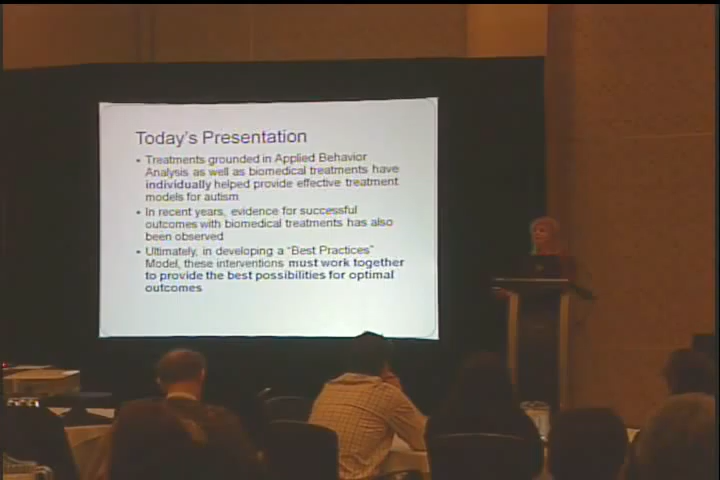 Today's Presentation
• Treatments grounded in Applied Behavior
Analysis as well as biomedical treatments have
individually helped provide effective treatment
models for autism
• In recent years, evidence for successful
outcomes with biomedical treatments has also
been observed
• Ultimately, in developing a "Best Practices"
Model, these interventions must work together
to provide the best possibilities for optimal
outcomes